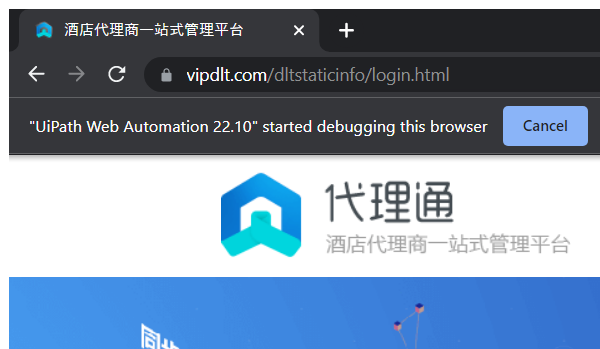 酒店代理商一站式管理平台
vipdlt.com/dltstaticinfo/login.html
"UiPath Web Automation 22.10" started debugging this browser
Cancel
代理通
酒店代理商一站式管理平台